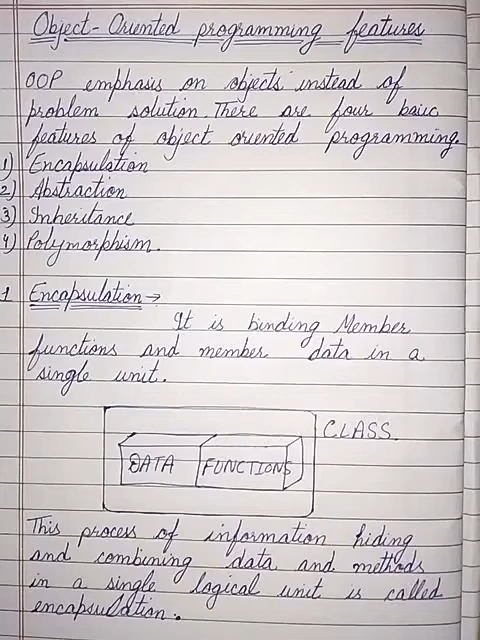 Object-Oriented programming features
OOP emphasis on objects instead of
problem solution. There are four basic
features of object oriented programming.
1) Encapsulation
2) Abstraction
3) Inheritance
4) Polymorphism.
1 Encapsulation →
It is binding Member
functions and member data in a
single unit.
CLASS.
DATA FUNCTIONS
This process of information hiding
and combining data and methods
in a single logical unit is called
encapsulation.